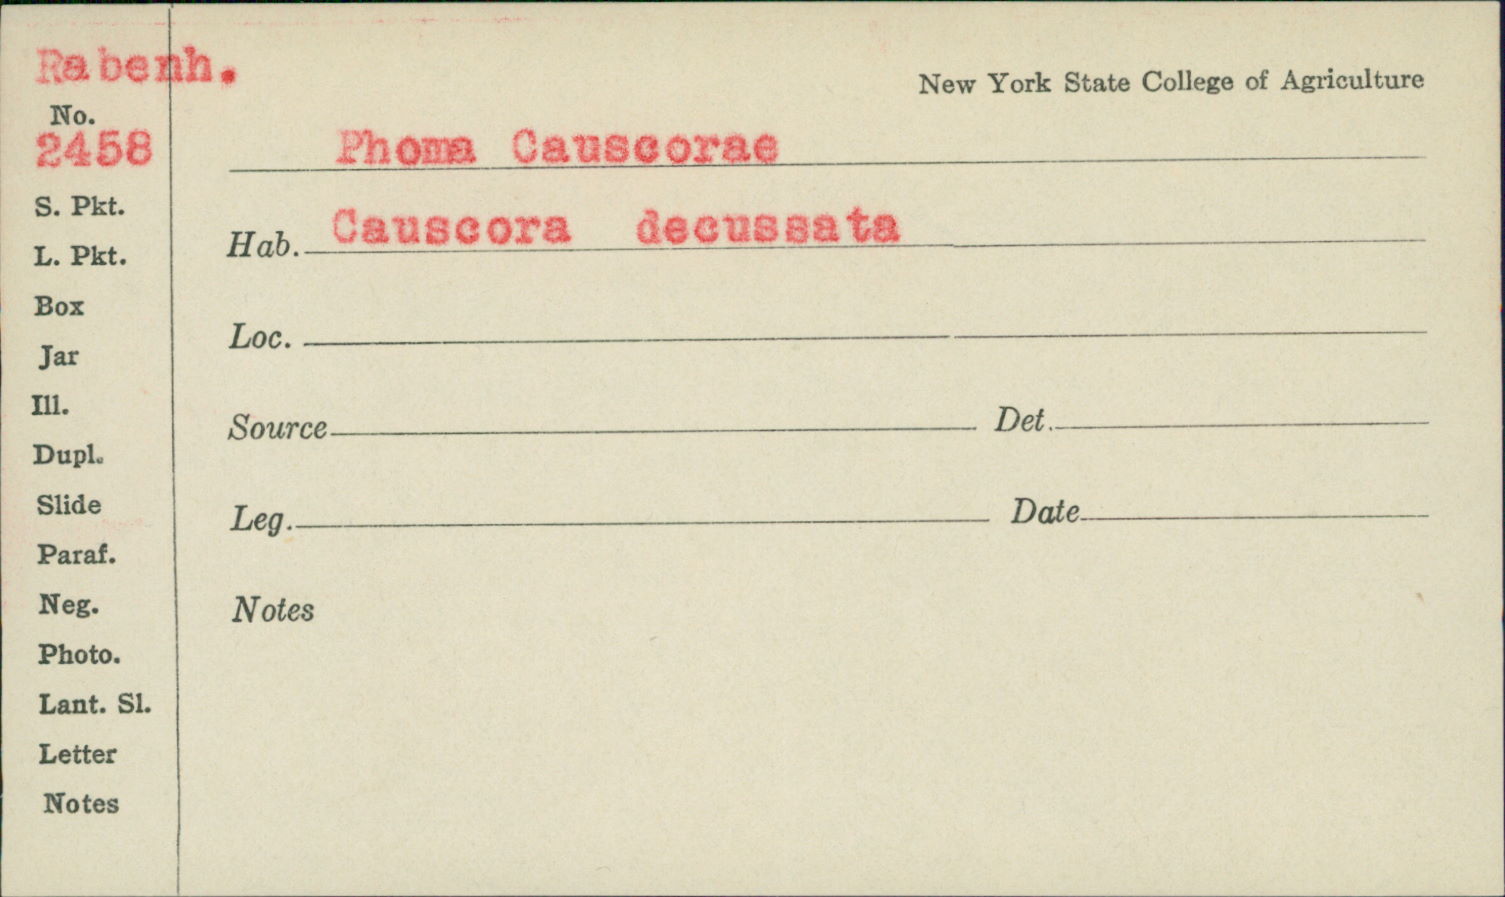 Rabenh.
New York State College of Agriculture
No.
2458
Phoma Causcorae
S. Pkt.
Hab. Causcora decussata
L. Pkt.
Box
Loc.
Jar
Ill.
Source Det.
Dupl.
Slide
Leg. Date
Paraf.
Neg.
Notes
Photo.
Lant. Sl.
Letter
Notes